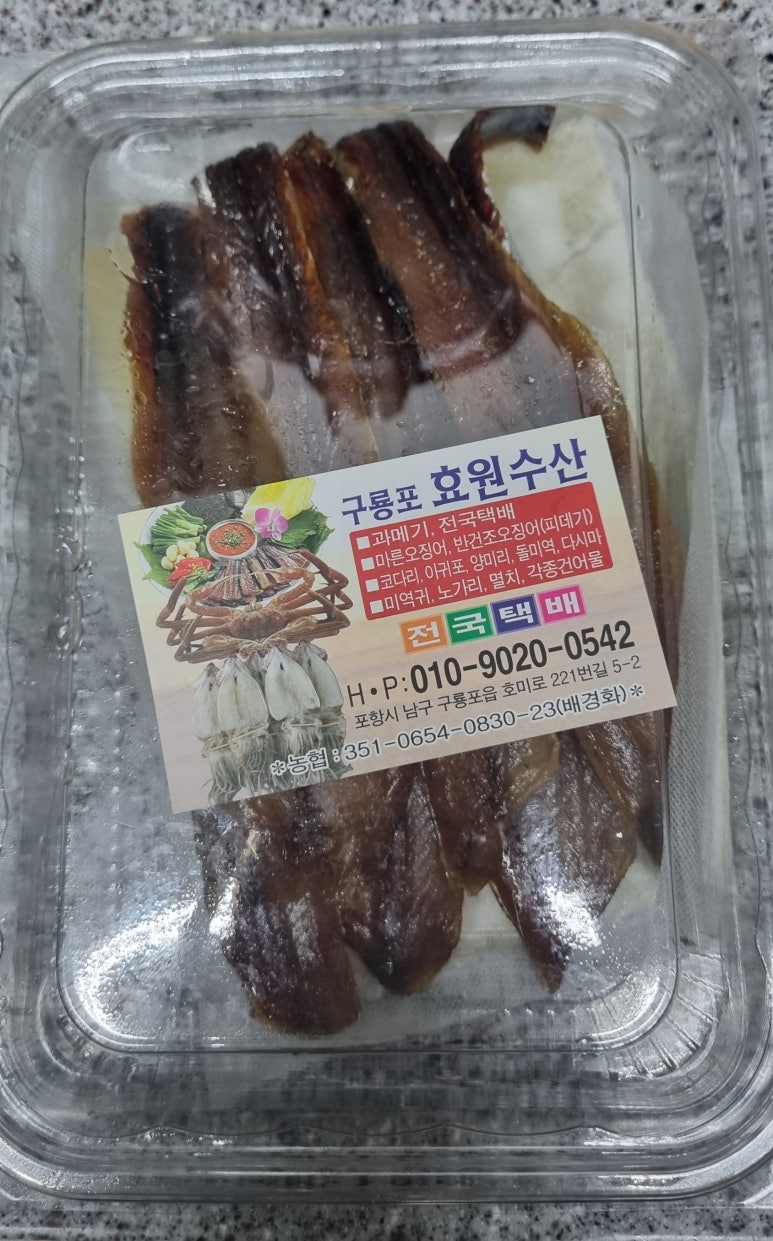 구룡포 효원수산
■과메기, 전국택배
■마른오징어, 반건조오징어(피데기)
■코다리, 아귀포, 양미리, 돌미역, 다시마
■미역귀, 노가리, 멸치, 각종건어물
전국택배
H•P:010-9020-0542
포항시 남구 구룡포읍 호미로 221번길 5-2
*농협 : 351-0654-0830-23(배경화)*